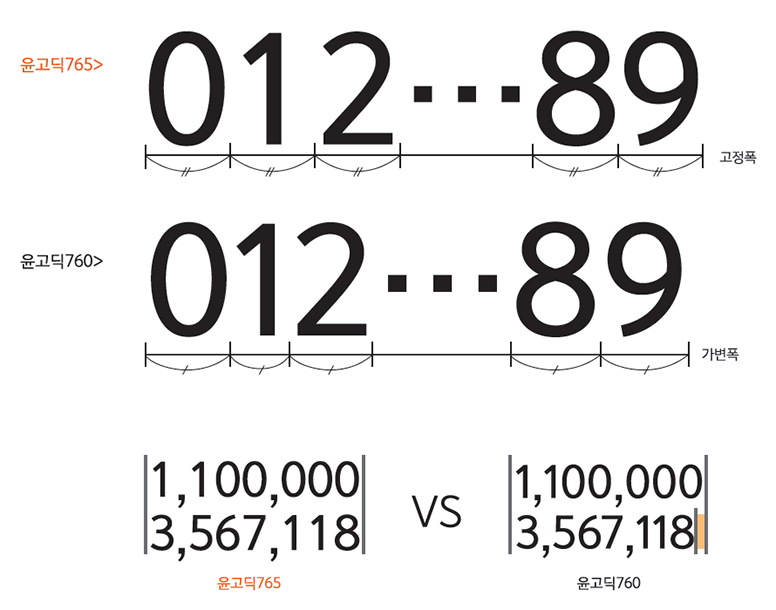 윤고딕765>
012···89
고정폭
윤고딕760>
012···89
가변폭
1,100,000
3,567,118
윤고딕765
VS
1,100,000
3,567,118
윤고딕760